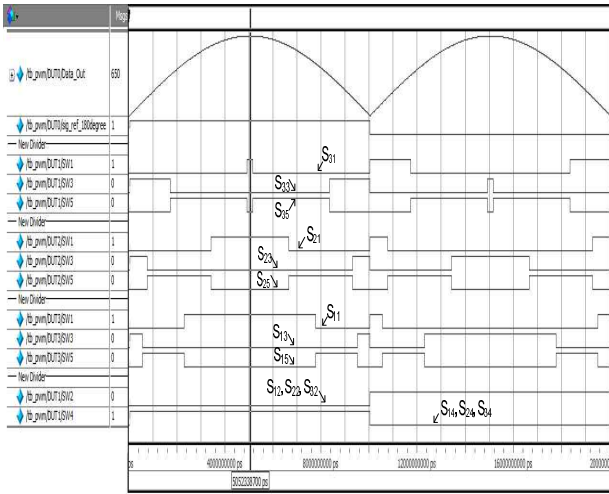 Msgs
/tb_pwm/DUT0/Data_Out 650
/tb_pwm/DUT0/sig_ref_180degree 1
New Divider
/tb_pwm/DUT1/SW1 1
/tb_pwm/DUT1/SW3 0
/tb_pwm/DUT1/SW5 0
New Divider
/tb_pwm/DUT2/SW1 1
/tb_pwm/DUT2/SW3 0
/tb_pwm/DUT2/SW5 0
New Divider
/tb_pwm/DUT3/SW1 1
/tb_pwm/DUT3/SW3 0
/tb_pwm/DUT3/SW5 0
New Divider
/tb_pwm/DUT1/SW2 0
/tb_pwm/DUT1/SW4 1
S31
S33
S35
S21
S23
S25
S11
S13
S15
S12, S22, S32
S14, S24, S34
ps 4000000000 ps 8000000000 ps 12000000000 ps 16000000000 ps 2000000
5052338700 ps